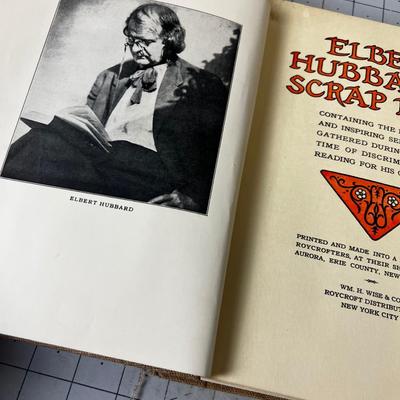 ELBERT HUBBARD
ELBE
HUBBA
SCRAP
CONTAINING THE
AND INSPIRING SE
GATHERED DURIN
TIME OF DISCRIM
READING FOR HIS O
PRINTED AND MADE INTO A
ROYCROFTERS, AT THEIR SH
AURORA, ERIE COUNTY, NEW
WM. H. WISE & CO
ROYCROFT DISTRIBUT
NEW YORK CITY